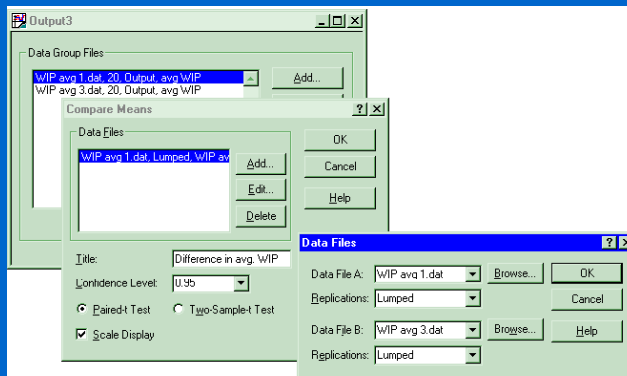 Output3
Data Group Files
WIP avg 1.dat, 20, Output, avg WIP
WIP avg 3.dat, 20, Output, avg WIP
Add...
Compare Means
Data Files
WIP avg 1.dat, Lumped, WIP av
Add...
Edit...
Delete
OK
Cancel
Help
Title:
Difference in avg. WIP
Confidence Level:
0.95
Paired-t Test
Two-Sample-t Test
Scale Display
Data Files
Data File A:
WIP avg 1.dat
Browse...
OK
Replications:
Lumped
Cancel
Data File B:
WIP avg 3.dat
Browse...
Help
Replications:
Lumped